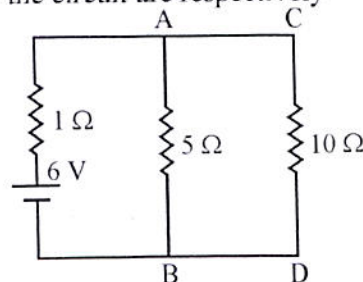 the circuit are respectively
A C
1 Ω
6 V
5 Ω
10 Ω
B D